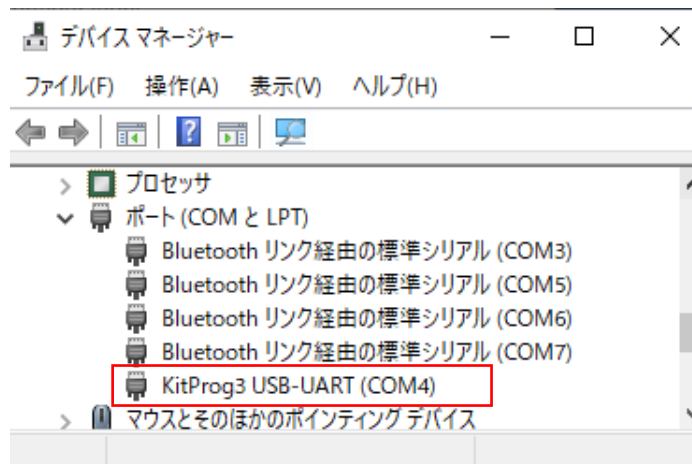 デバイス マネージャー
ファイル(F) 操作(A) 表示(V) ヘルプ(H)
プロセッサ
ポート (COM と LPT)
Bluetooth リンク経由の標準シリアル (COM3)
Bluetooth リンク経由の標準シリアル (COM5)
Bluetooth リンク経由の標準シリアル (COM6)
Bluetooth リンク経由の標準シリアル (COM7)
KitProg3 USB-UART (COM4)
マウスとそのほかのポインティング デバイス